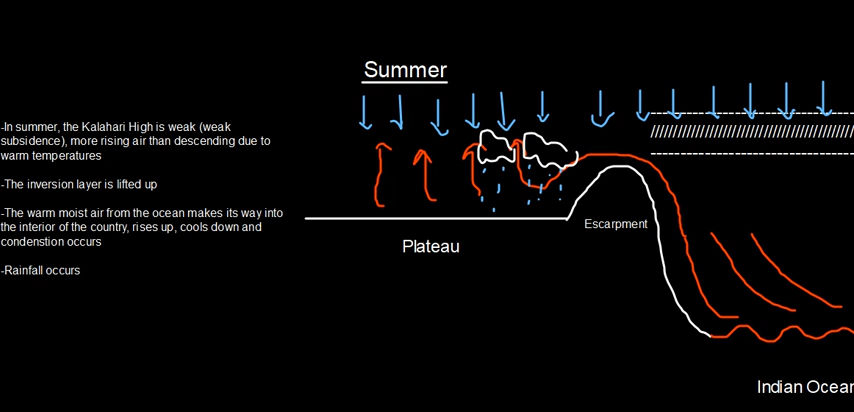 Summer
-In summer, the Kalahari High is weak (weak
subsidence), more rising air than descending due to
warm temperatures
-The inversion layer is lifted up
-The warm moist air from the ocean makes its way into
the interior of the country, rises up, cools down and
condenstion occurs
-Rainfall occurs
Escarpment
Plateau
Indian Ocean